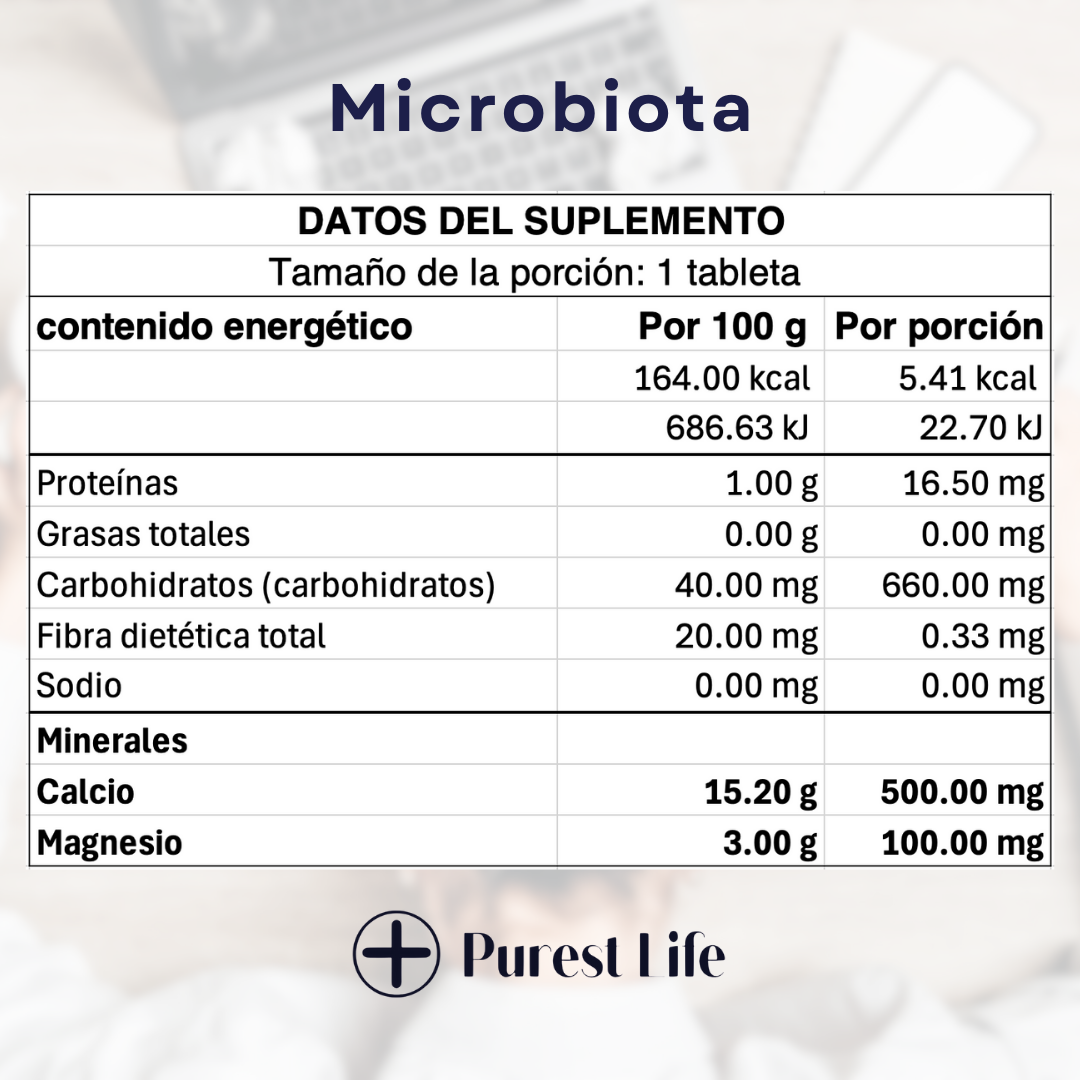 Microbiota
DATOS DEL SUPLEMENTO
Tamaño de la porción: 1 tableta
contenido energético Por 100 g Por porción
164.00 kcal 5.41 kcal
686.63 kJ 22.70 kJ
Proteínas 1.00 g 16.50 mg
Grasas totales 0.00 g 0.00 mg
Carbohidratos (carbohidratos) 40.00 mg 660.00 mg
Fibra dietética total 20.00 mg 0.33 mg
Sodio 0.00 mg 0.00 mg
Minerales
Calcio 15.20 g 500.00 mg
Magnesio 3.00 g 100.00 mg
Purest Life